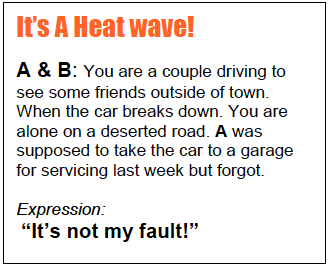 It's A Heat wave!
A & B: You are a couple driving to
see some friends outside of town.
When the car breaks down. You are
alone on a deserted road. A was
supposed to take the car to a garage
for servicing last week but forgot.
Expression:
“It's not my fault!”